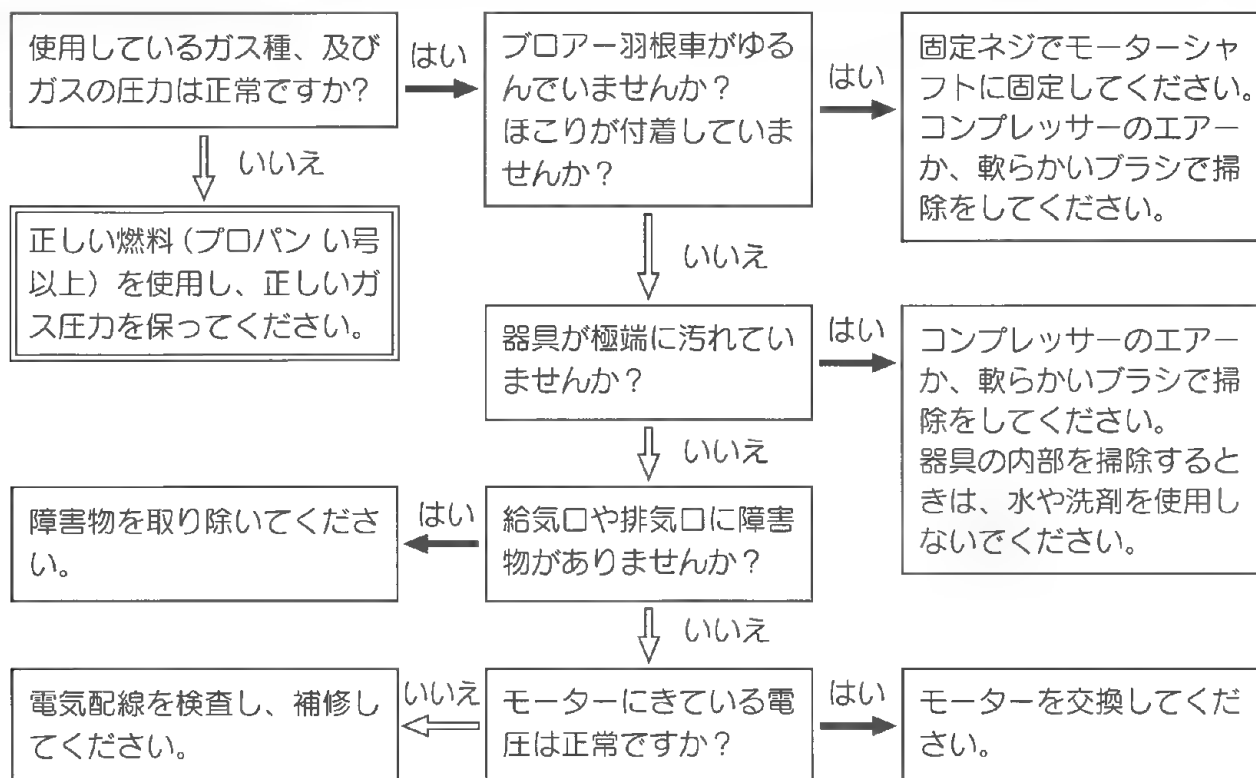 使用しているガス種、及び
ガスの圧力は正常ですか?
はい
ブロアー羽根車がゆる
んでいませんか?
ほこりが付着していま
せんか?
はい
固定ネジでモーターシャ
フトに固定してください。
コンプレッサーのエアー
か、軟らかいブラシで掃
除をしてください。
いいえ
正しい燃料(プロパン い号
以上)を使用し、正しいガ
ス圧力を保ってください。
いいえ
器具が極端に汚れてい
ませんか?
はい
コンプレッサーのエアー
か、軟らかいブラシで掃
除をしてください。
器具の内部を掃除すると
きは、水や洗剤を使用し
ないでください。
いいえ
給気口や排気口に障害
物がありませんか?
はい
障害物を取り除いてくださ
い。
いいえ
モーターにきている電
圧は正常ですか?
いいえ
電気配線を検査し、補修し
てください。
はい
モーターを交換してくだ
さい。